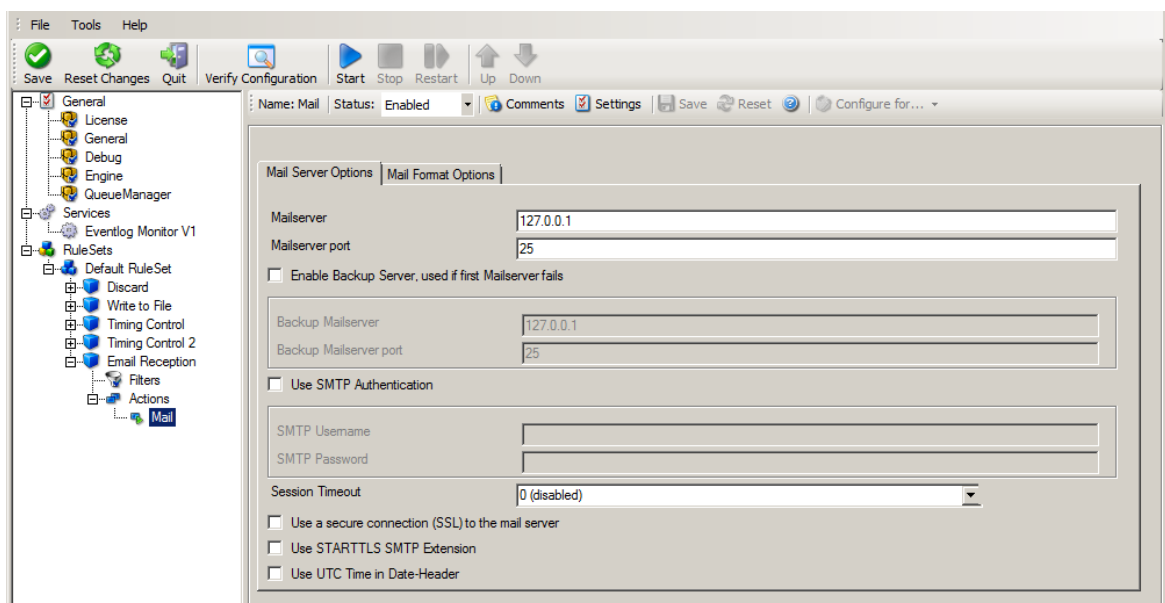 File Tools Help
Save Reset Changes Quit Verify Configuration Start Stop Restart Up Down
General
License
General
Debug
Engine
QueueManager
Services
Eventlog Monitor V1
RuleSets
Default RuleSet
Discard
Write to File
Timing Control
Timing Control 2
Email Reception
Filters
Actions
Mail
Name: Mail Status: Enabled Comments Settings Save Reset Configure for...
Mail Server Options Mail Format Options
Mailserver 127.0.0.1
Mailserver port 25
Enable Backup Server, used if first Mailserver fails
Backup Mailserver 127.0.0.1
Backup Mailserver port 25
Use SMTP Authentication
SMTP Username
SMTP Password
Session Timeout 0 (disabled)
Use a secure connection (SSL) to the mail server
Use STARTTLS SMTP Extension
Use UTC Time in Date-Header